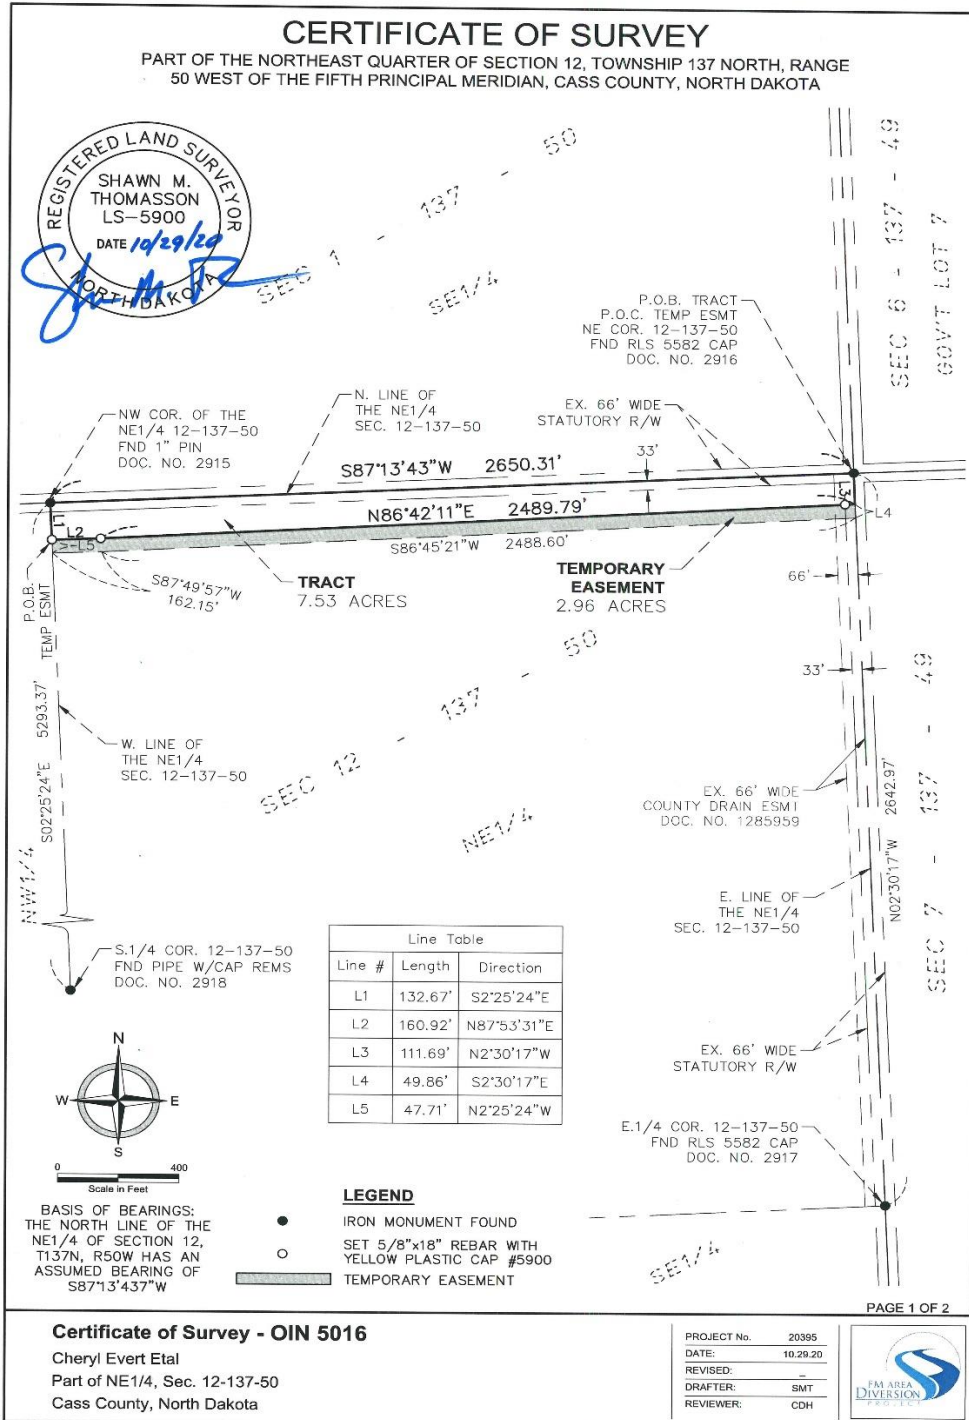 CERTIFICATE OF SURVEY
PART OF THE NORTHEAST QUARTER OF SECTION 12, TOWNSHIP 137 NORTH, RANGE
50 WEST OF THE FIFTH PRINCIPAL MERIDIAN, CASS COUNTY, NORTH DAKOTA
REGISTERED LAND SURVEYOR
SHAWN M.
THOMASSON
LS-5900
DATE 10/29/20
NORTH DAKOTA
SEC 1 - 137 - 50
SE1/4
SEC 6 - 137 - 49
GOV'T LOT 7
P.O.B. TRACT
P.O.C. TEMP ESMT
NE COR. 12-137-50
FND RLS 5582 CAP
DOC. NO. 2916
NW COR. OF THE
NE1/4 12-137-50
FND 1" PIN
DOC. NO. 2915
N. LINE OF
THE NE1/4
SEC. 12-137-50
EX. 66' WIDE
STATUTORY R/W
33'
S87°13'43"W 2650.31'
L1
L2
L3
L4
L5
N86°42'11"E 2489.79'
S86°45'21"W 2488.60'
S87°49'57"W
162.15'
TRACT
7.53 ACRES
TEMPORARY
EASEMENT
2.96 ACRES
66'
33'
P.O.B.
TEMP ESMT
S02°25'24"E 5293.37'
W. LINE OF
THE NE1/4
SEC. 12-137-50
SEC 12 - 137 - 50
NE1/4
NW1/4
EX. 66' WIDE
COUNTY DRAIN ESMT
DOC. NO. 1285959
N02°30'17"W 2642.97'
SEC 7 - 137 - 49
E. LINE OF
THE NE1/4
SEC. 12-137-50
S.1/4 COR. 12-137-50
FND PIPE W/CAP REMS
DOC. NO. 2918
Line Table
Line # Length Direction
L1 132.67' S2°25'24"E
L2 160.92' N87°53'31"E
L3 111.69' N2°30'17"W
L4 49.86' S2°30'17"E
L5 47.71' N2°25'24"W
EX. 66' WIDE
STATUTORY R/W
E.1/4 COR. 12-137-50
FND RLS 5582 CAP
DOC. NO. 2917
SE1/4
N
W E
S
0 400
Scale in Feet
BASIS OF BEARINGS:
THE NORTH LINE OF THE
NE1/4 OF SECTION 12,
T137N, R50W HAS AN
ASSUMED BEARING OF
S87°13'437"W
LEGEND
IRON MONUMENT FOUND
SET 5/8"x18" REBAR WITH
YELLOW PLASTIC CAP #5900
TEMPORARY EASEMENT
PAGE 1 OF 2
Certificate of Survey - OIN 5016
Cheryl Evert Etal
Part of NE1/4, Sec. 12-137-50
Cass County, North Dakota
PROJECT No. 20395
DATE: 10.29.20
REVISED: _
DRAFTER: SMT
REVIEWER: CDH
FM AREA
DIVERSION
PROJECT